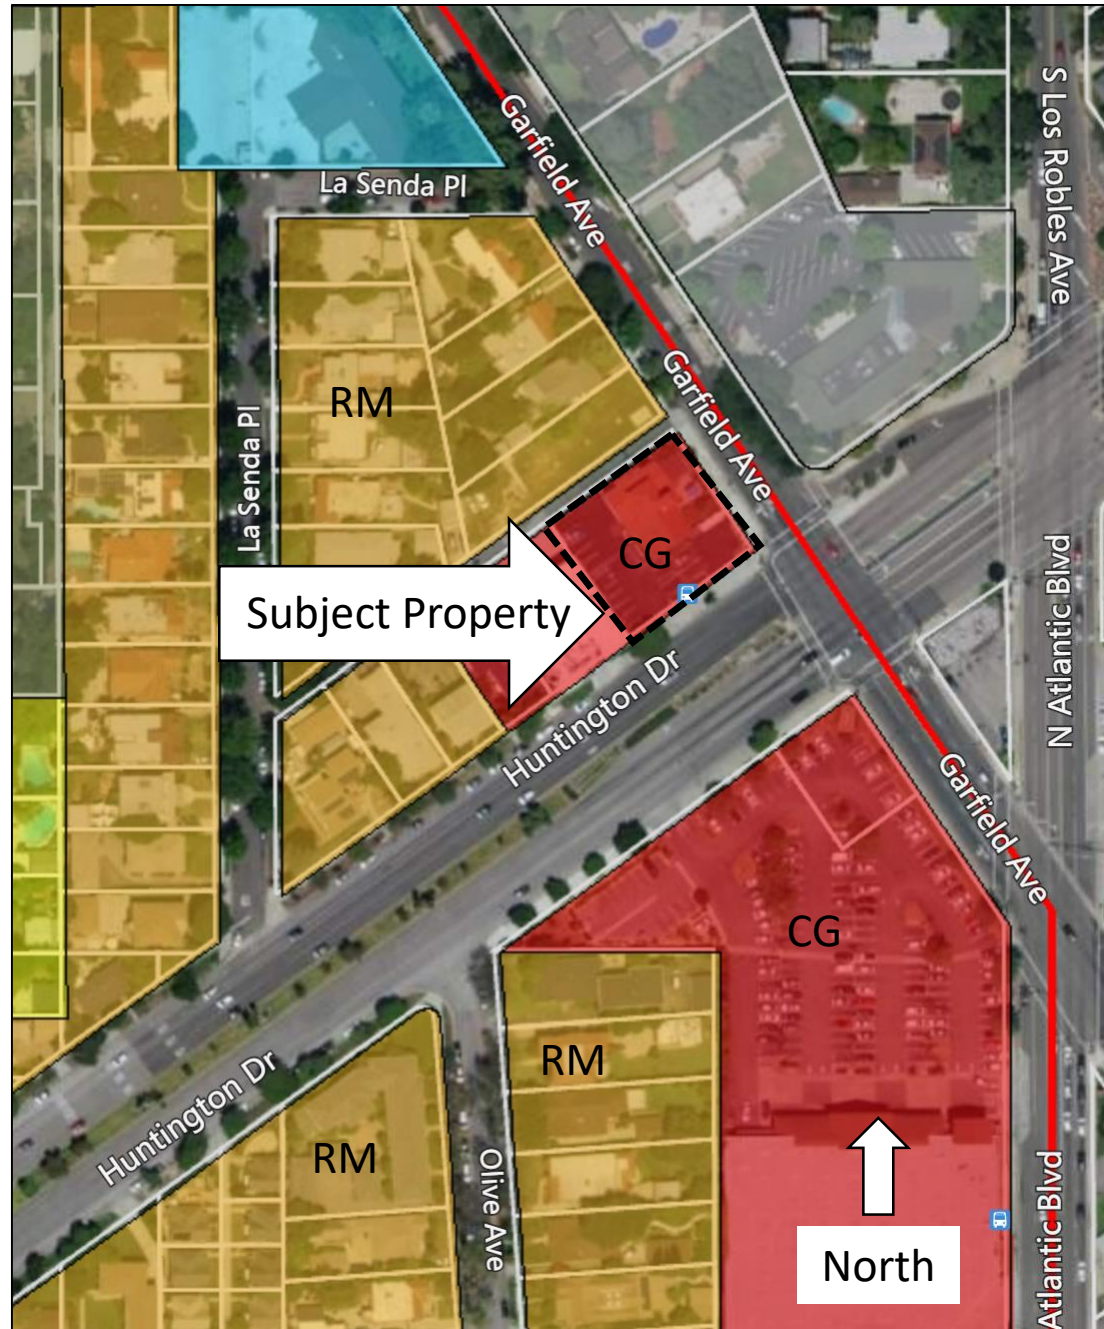 Garfield Ave
S Los Robles Ave
La Senda Pl
Garfield Ave
RM
La Senda Pl
CG
Subject Property
N Atlantic Blvd
Huntington Dr
Garfield Ave
CG
RM
Huntington Dr
RM
Olive Ave
Atlantic Blvd
North